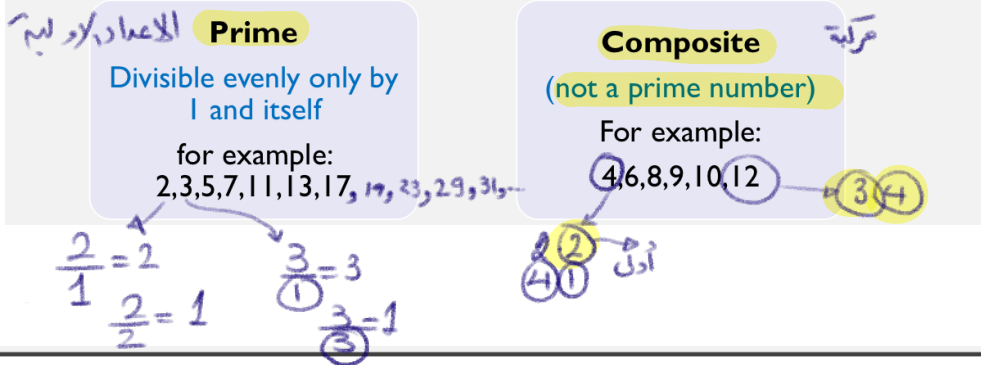 الاعداد الاولية
Prime
Divisible evenly only by
1 and itself
for example:
2,3,5,7,11,13,17, 19, 23, 29, 31, ...
2/1 = 2
2/2 = 1
3/1 = 3
3/3 = 1
مركبة
Composite
(not a prime number)
For example:
4,6,8,9,10,12
3 4
2 2
أولي
4 1